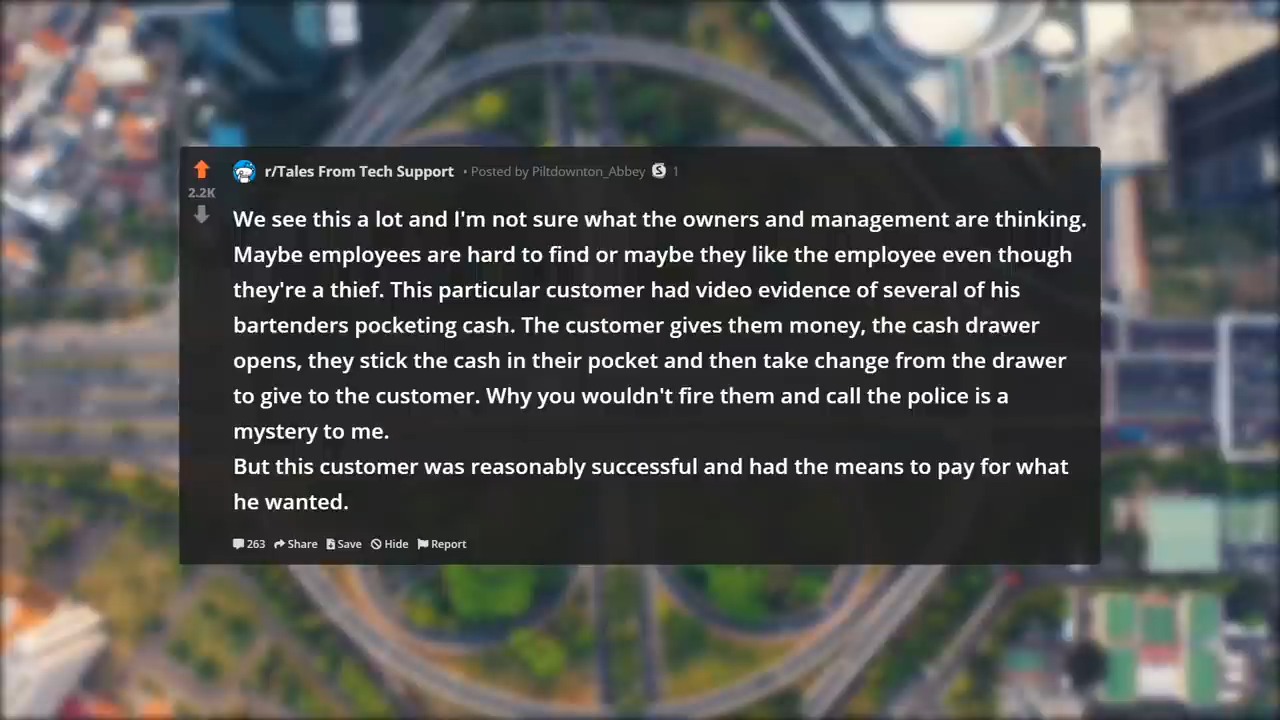 r/Tales From Tech Support • Posted by Piltdownton_Abbey S 1
2.2K
We see this a lot and I'm not sure what the owners and management are thinking.
Maybe employees are hard to find or maybe they like the employee even though
they're a thief. This particular customer had video evidence of several of his
bartenders pocketing cash. The customer gives them money, the cash drawer
opens, they stick the cash in their pocket and then take change from the drawer
to give to the customer. Why you wouldn't fire them and call the police is a
mystery to me.
But this customer was reasonably successful and had the means to pay for what
he wanted.
263 Share Save Hide Report